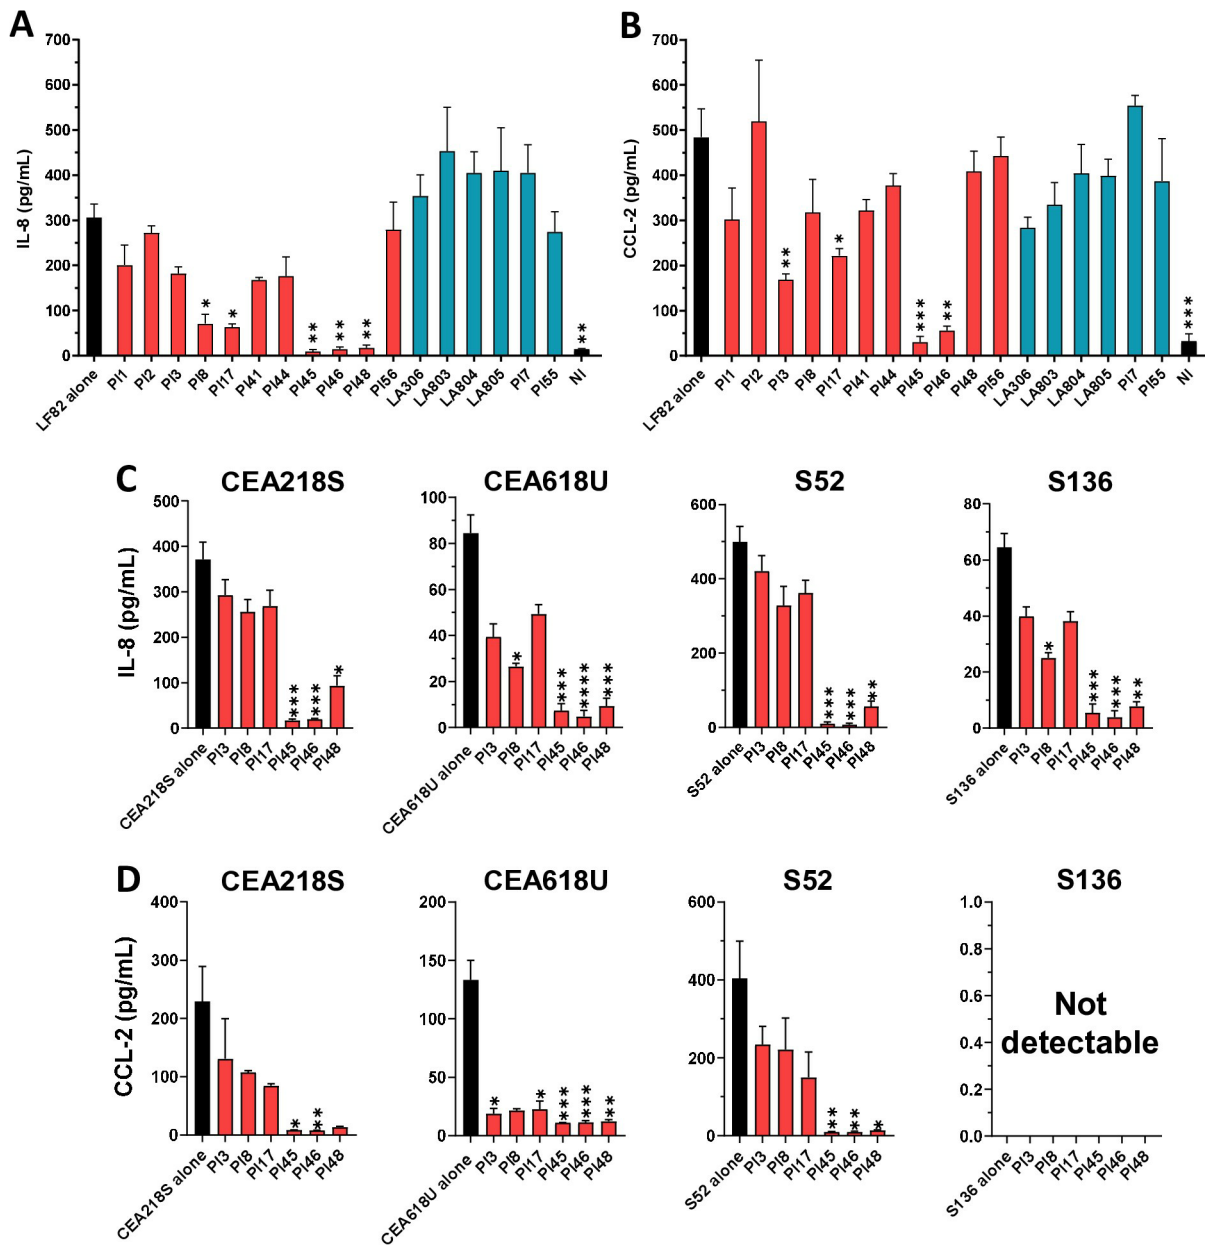 A
IL-8 (pg/mL)
700
600
500
400
300
200
100
0
* * ** ** ** **
LF82 alone PI1 PI2 PI3 PI8 PI17 PI41 PI44 PI45 PI46 PI48 PI56 LA306 LA803 LA804 LA805 PI7 PI55 NI
B
CCL-2 (pg/mL)
700
600
500
400
300
200
100
0
** * *** ** ***
LF82 alone PI1 PI2 PI3 PI8 PI17 PI41 PI44 PI45 PI46 PI48 PI56 LA306 LA803 LA804 LA805 PI7 PI55 NI
C
IL-8 (pg/mL)
CEA218S
500
400
300
200
100
0
*** *** *
CEA218S alone PI3 PI8 PI17 PI45 PI46 PI48
CEA618U
100
80
60
40
20
0
* *** **** ***
CEA618U alone PI3 PI8 PI17 PI45 PI46 PI48
S52
600
400
200
0
*** *** **
S52 alone PI3 PI8 PI17 PI45 PI46 PI48
S136
80
60
40
20
0
* *** *** **
S136 alone PI3 PI8 PI17 PI45 PI46 PI48
D
CCL-2 (pg/mL)
CEA218S
400
300
200
100
0
* **
CEA218S alone PI3 PI8 PI17 PI45 PI46 PI48
CEA618U
200
150
100
50
0
* * *** *** **
CEA618U alone PI3 PI8 PI17 PI45 PI46 PI48
S52
600
400
200
0
** ** *
S52 alone PI3 PI8 PI17 PI45 PI46 PI48
S136
1.0
0.8
0.6
0.4
0.2
0.0
Not
detectable
S136 alone PI3 PI8 PI17 PI45 PI46 PI48